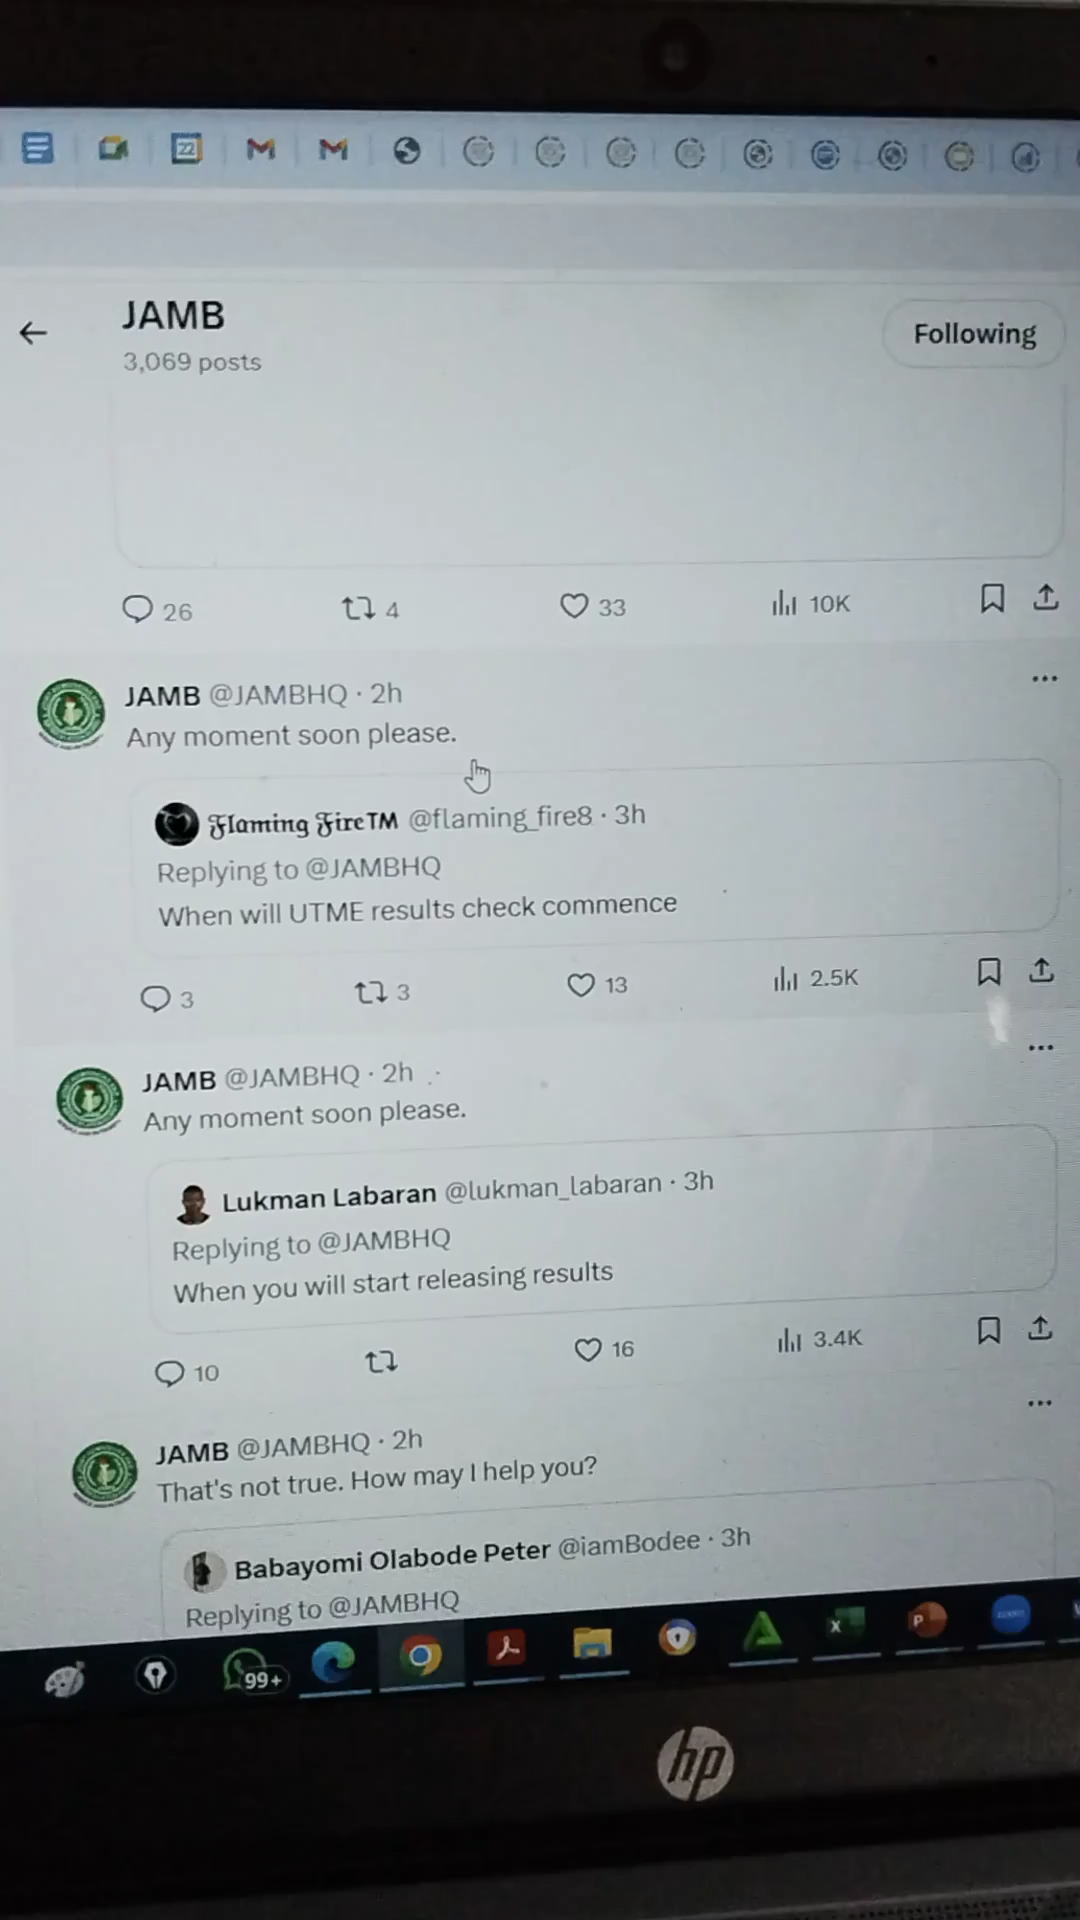 22
JAMB
3,069 posts
Following
26
4
33
10K
JAMB @JAMBHQ · 2h
Any moment soon please.
Flaming Fire™ @flaming_fire8 · 3h
Replying to @JAMBHQ
When will UTME results check commence
3
3
13
2.5K
JAMB @JAMBHQ · 2h
Any moment soon please.
Lukman Labaran @lukman_labaran · 3h
Replying to @JAMBHQ
When you will start releasing results
10
16
3.4K
JAMB @JAMBHQ · 2h
That's not true. How may I help you?
Babayomi Olabode Peter @iamBodee · 3h
Replying to @JAMBHQ
99+
hp